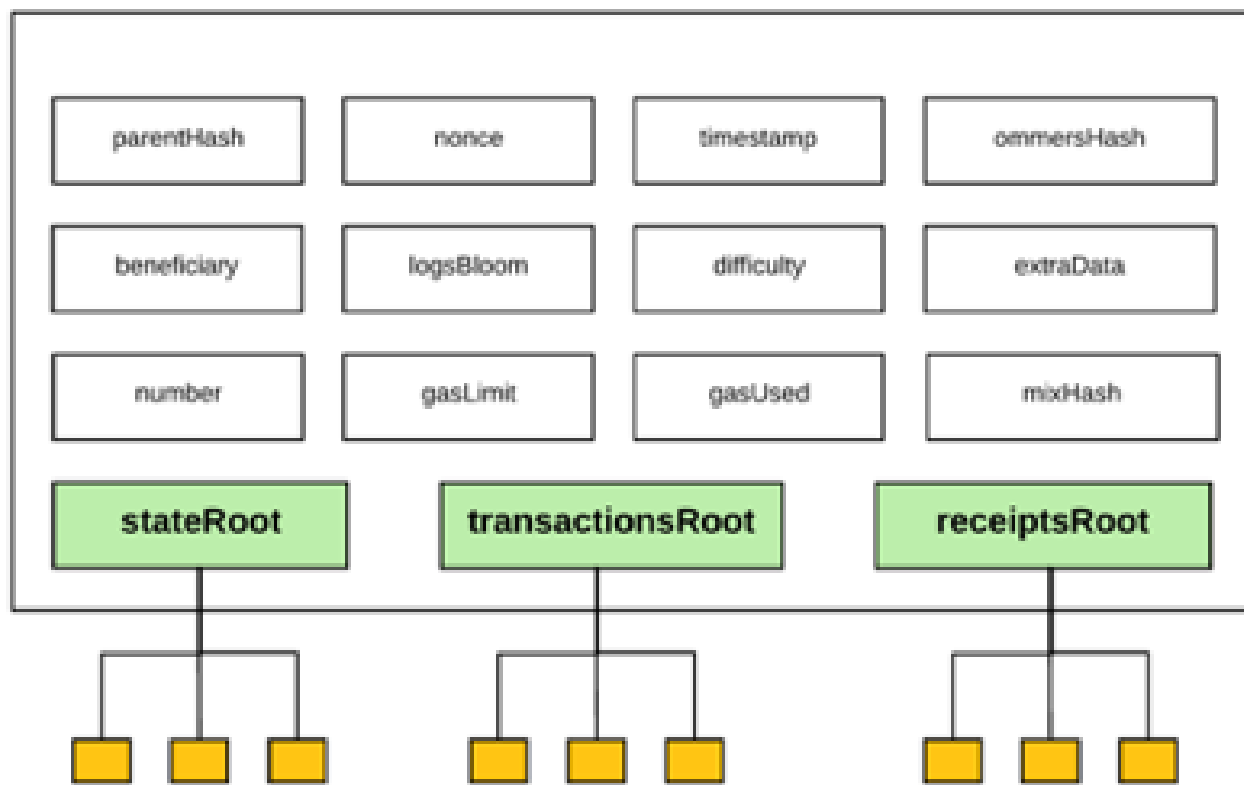 parentHash
nonce
timestamp
ommersHash
beneficiary
logsBloom
difficulty
extraData
number
gasLimit
gasUsed
mixHash
stateRoot
transactionsRoot
receiptsRoot